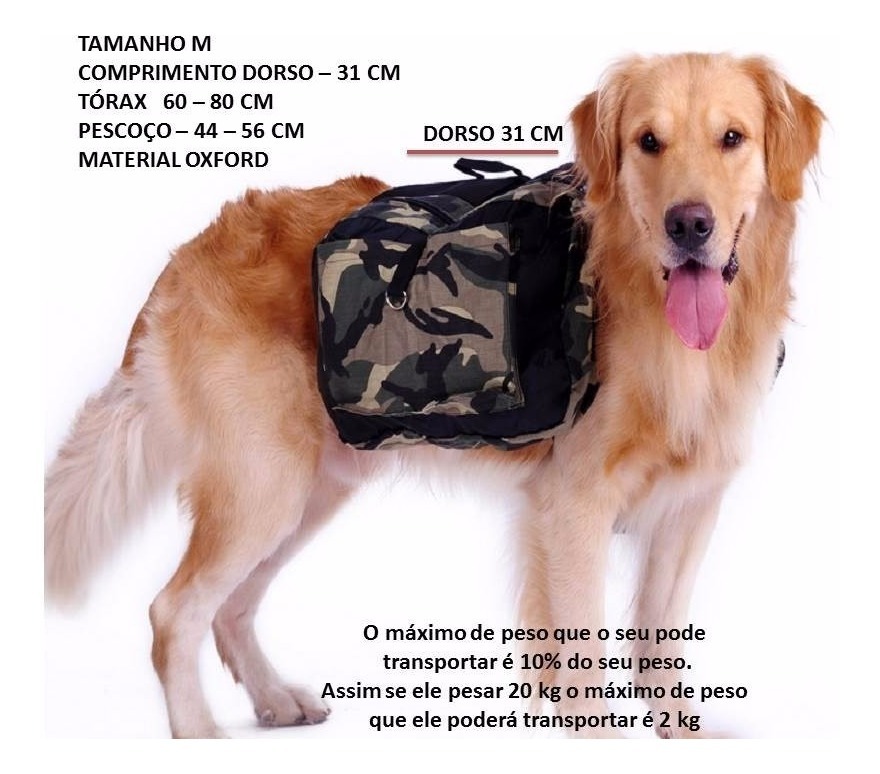 TAMANHO M
COMPRIMENTO DORSO – 31 CM
TÓRAX 60 – 80 CM
PESCOÇO – 44 – 56 CM
MATERIAL OXFORD
DORSO 31 CM
O máximo de peso que o seu pode
transportar é 10% do seu peso.
Assim se ele pesar 20 kg o máximo de peso
que ele poderá transportar é 2 kg